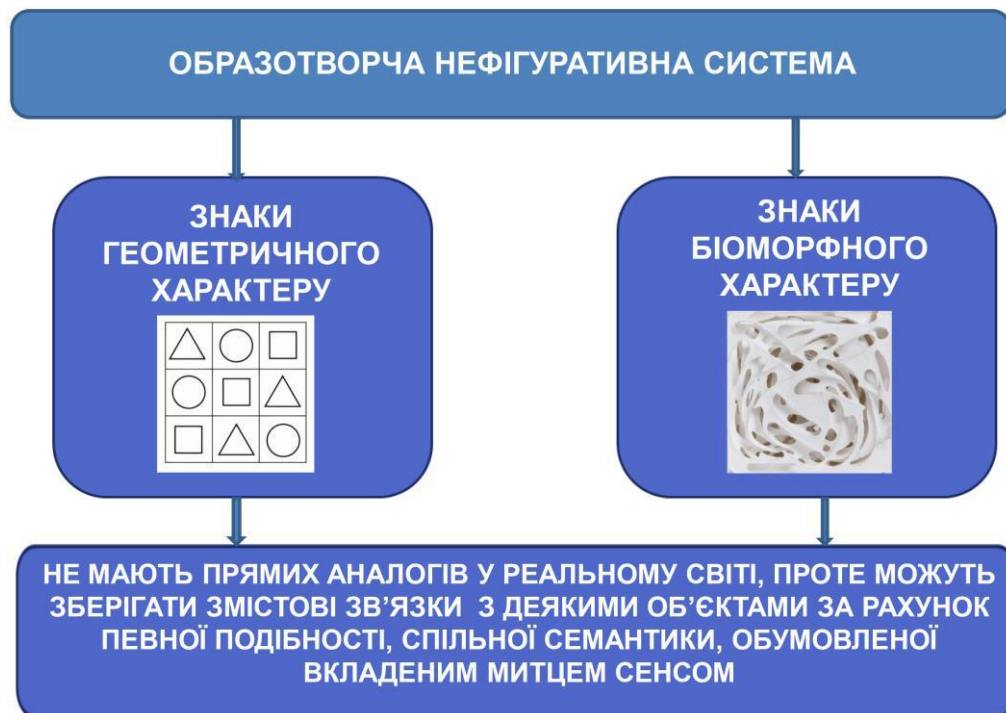 ОБРАЗОТВОРЧА НЕФІГУРАТИВНА СИСТЕМА
ЗНАКИ
ГЕОМЕТРИЧНОГО
ХАРАКТЕРУ
ЗНАКИ
БІОМОРФНОГО
ХАРАКТЕРУ
НЕ МАЮТЬ ПРЯМИХ АНАЛОГІВ У РЕАЛЬНОМУ СВІТІ, ПРОТЕ МОЖУТЬ
ЗБЕРІГАТИ ЗМІСТОВІ ЗВ’ЯЗКИ З ДЕЯКИМИ ОБ’ЄКТАМИ ЗА РАХУНОК
ПЕВНОЇ ПОДІБНОСТІ, СПІЛЬНОЇ СЕМАНТИКИ, ОБУМОВЛЕНОЇ
ВКЛАДЕНИМ МИТЦЕМ СЕНСОМ